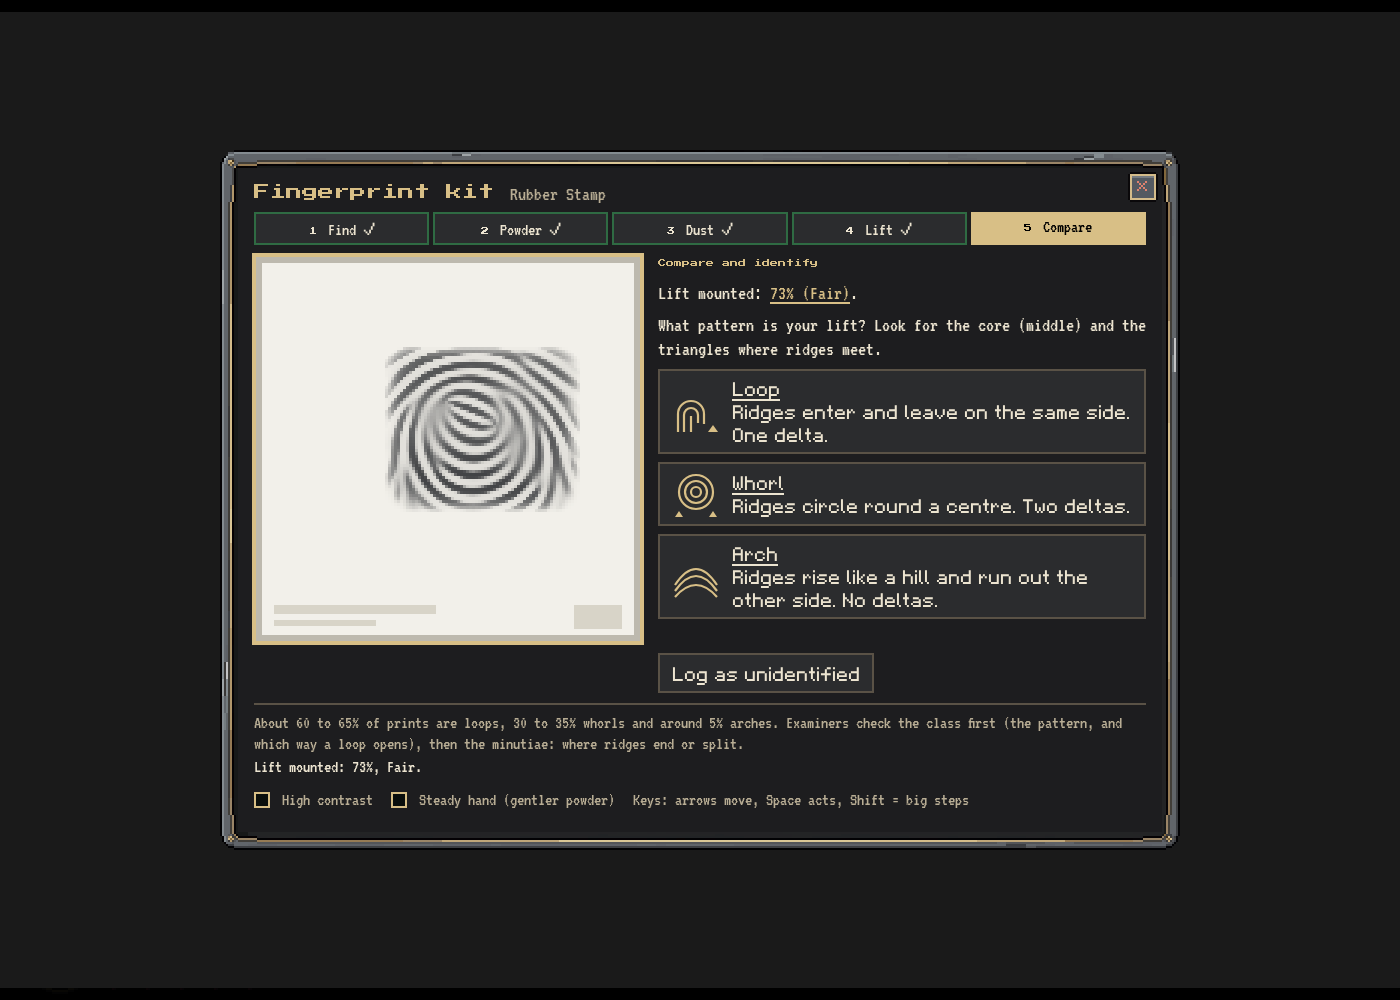 Fingerprint kit Rubber Stamp
1 Find ✓ 2 Powder ✓ 3 Dust ✓ 4 Lift ✓ 5 Compare
Compare and identify
Lift mounted: 73% (Fair).
What pattern is your lift? Look for the core (middle) and the
triangles where ridges meet.
Loop
Ridges enter and leave on the same side.
One delta.
Whorl
Ridges circle round a centre. Two deltas.
Arch
Ridges rise like a hill and run out the
other side. No deltas.
Log as unidentified
About 60 to 65% of prints are loops, 30 to 35% whorls and around 5% arches. Examiners check the class first (the pattern, and
which way a loop opens), then the minutiae: where ridges end or split.
Lift mounted: 73%, Fair.
High contrast Steady hand (gentler powder) Keys: arrows move, Space acts, Shift = big steps